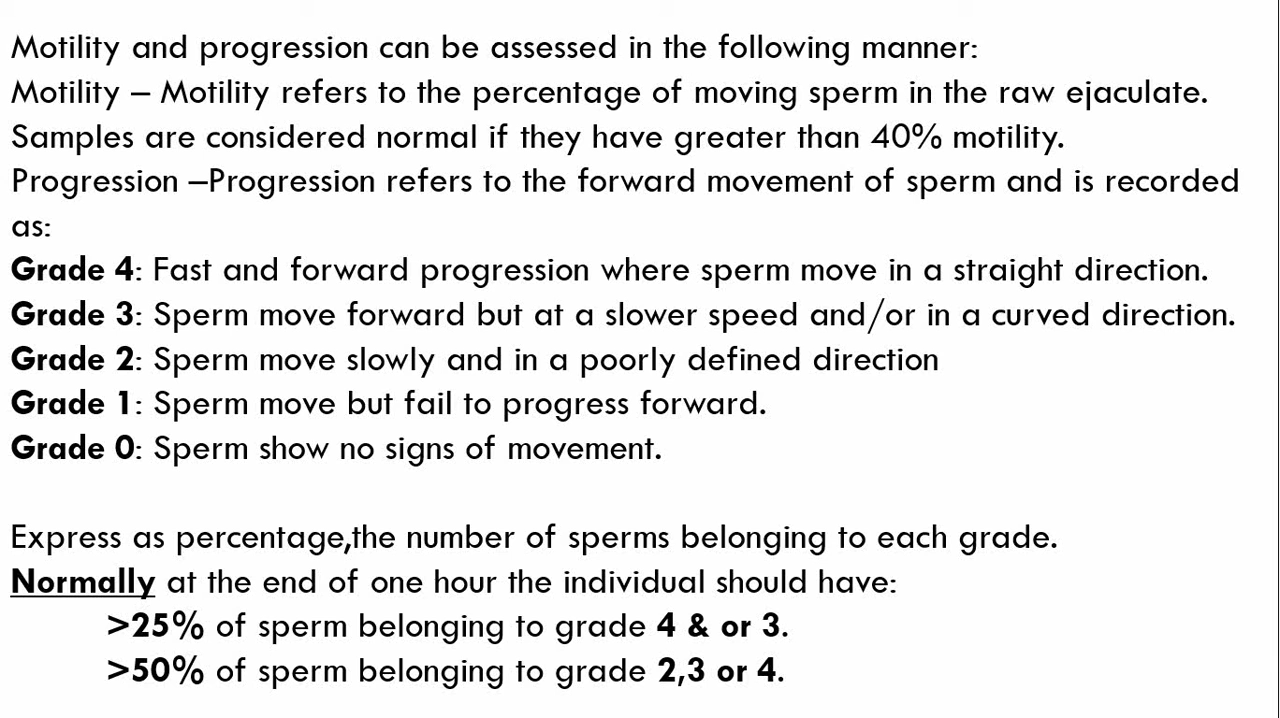 Motility and progression can be assessed in the following manner:
Motility – Motility refers to the percentage of moving sperm in the raw ejaculate.
Samples are considered normal if they have greater than 40% motility.
Progression –Progression refers to the forward movement of sperm and is recorded
as:
Grade 4: Fast and forward progression where sperm move in a straight direction.
Grade 3: Sperm move forward but at a slower speed and/or in a curved direction.
Grade 2: Sperm move slowly and in a poorly defined direction
Grade 1: Sperm move but fail to progress forward.
Grade 0: Sperm show no signs of movement.
Express as percentage,the number of sperms belonging to each grade.
Normally at the end of one hour the individual should have:
>25% of sperm belonging to grade 4 & or 3.
>50% of sperm belonging to grade 2,3 or 4.